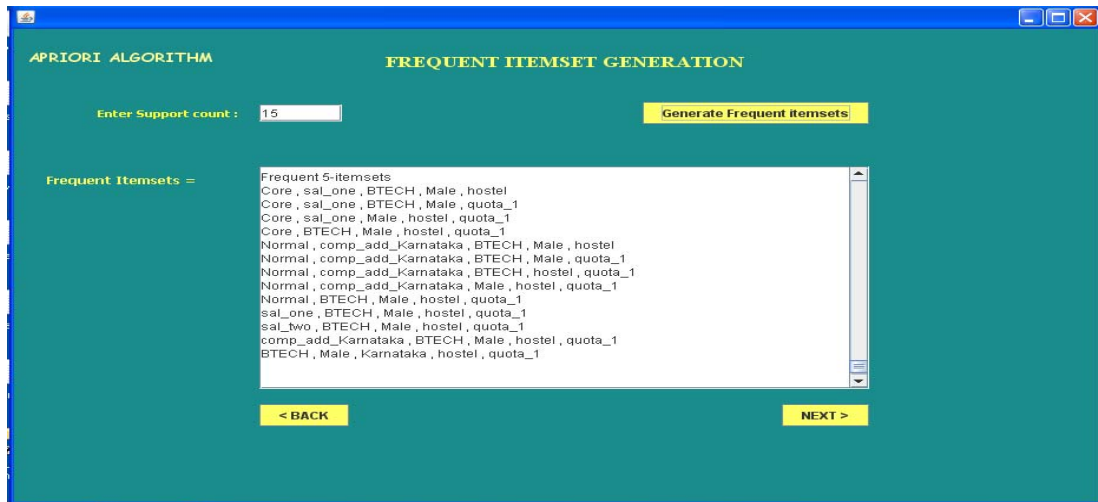 APRIORI ALGORITHM
FREQUENT ITEMSET GENERATION
Enter Support count :
15
Generate Frequent itemsets
Frequent Itemsets =
Frequent 5-itemsets
Core , sal_one , BTECH , Male , hostel
Core , sal_one , BTECH , Male , quota_1
Core , sal_one , Male , hostel , quota_1
Core , BTECH , Male , hostel , quota_1
Normal , comp_add_Karnataka , BTECH , Male , hostel
Normal , comp_add_Karnataka , BTECH , Male , quota_1
Normal , comp_add_Karnataka , BTECH , hostel , quota_1
Normal , comp_add_Karnataka , Male , hostel , quota_1
Normal , BTECH , Male , hostel , quota_1
sal_one , BTECH , Male , hostel , quota_1
sal_two , BTECH , Male , hostel , quota_1
comp_add_Karnataka , BTECH , Male , hostel , quota_1
BTECH , Male , Karnataka , hostel , quota_1
< BACK
NEXT >